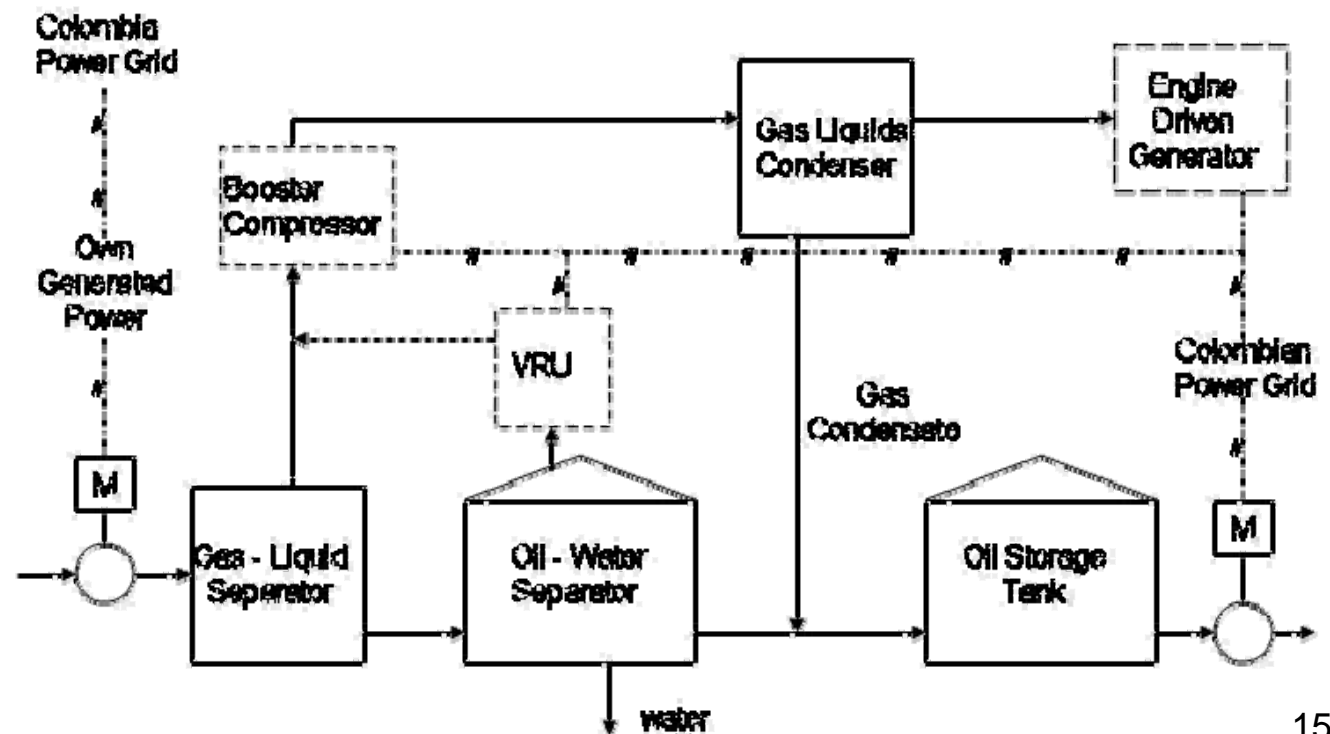 Colombia
Power Grid
Engine
Driven
Generator
Gas Liquids
Condenser
Booster
Compressor
Own
Generated
Power
VRU
Colombian
Power Grid
Gas
Condensate
M
M
Gas - Liquid
Separator
Oil - Water
Separator
Oil Storage
Tank
water
15